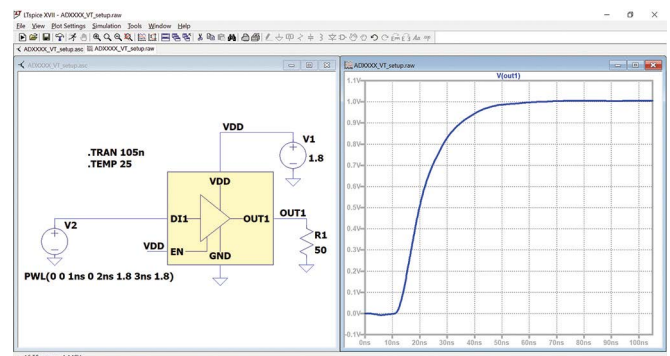 LTspice XVII - ADXXXX_VT_setup.raw
File View Plot Settings Simulation Tools Window Help
ADXXXX_VT_setup.asc ADXXXX_VT_setup.raw
ADXXXX_VT_setup.asc
.TRAN 105n
.TEMP 25
VDD
V1
1.8
VDD
V2
DI1
OUT1
OUT1
R1
50
VDD
EN
GND
PWL(0 0 1ns 0 2ns 1.8 3ns 1.8)
ADXXXX_VT_setup.raw
V(out1)
1.1V
1.0V
0.9V
0.8V
0.7V
0.6V
0.5V
0.4V
0.3V
0.2V
0.1V
0.0V
-0.1V
0ns 10ns 20ns 30ns 40ns 50ns 60ns 70ns 80ns 90ns 100ns